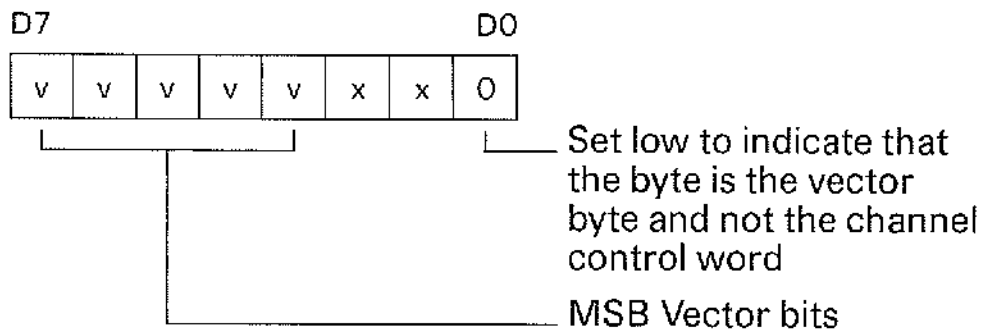 D7 D0
v v v v v x x 0
Set low to indicate that
the byte is the vector
byte and not the channel
control word
MSB Vector bits